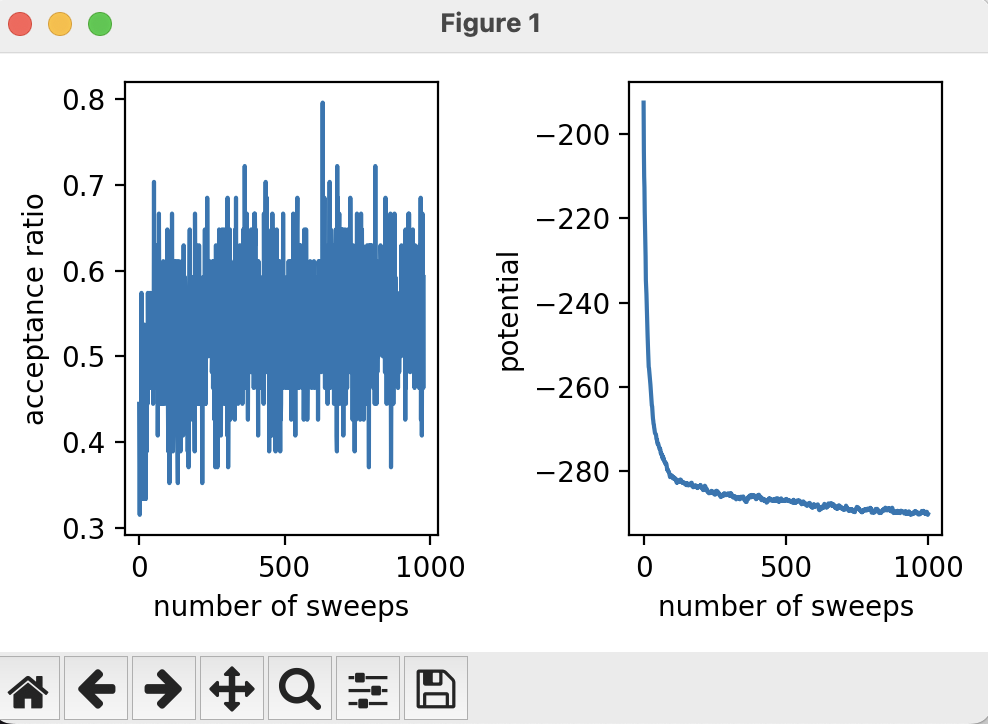 Figure 1
0.8
0.7
0.6
0.5
0.4
0.3
acceptance ratio
0 500 1000
number of sweeps
−200
−220
−240
−260
−280
potential
0 500 1000
number of sweeps